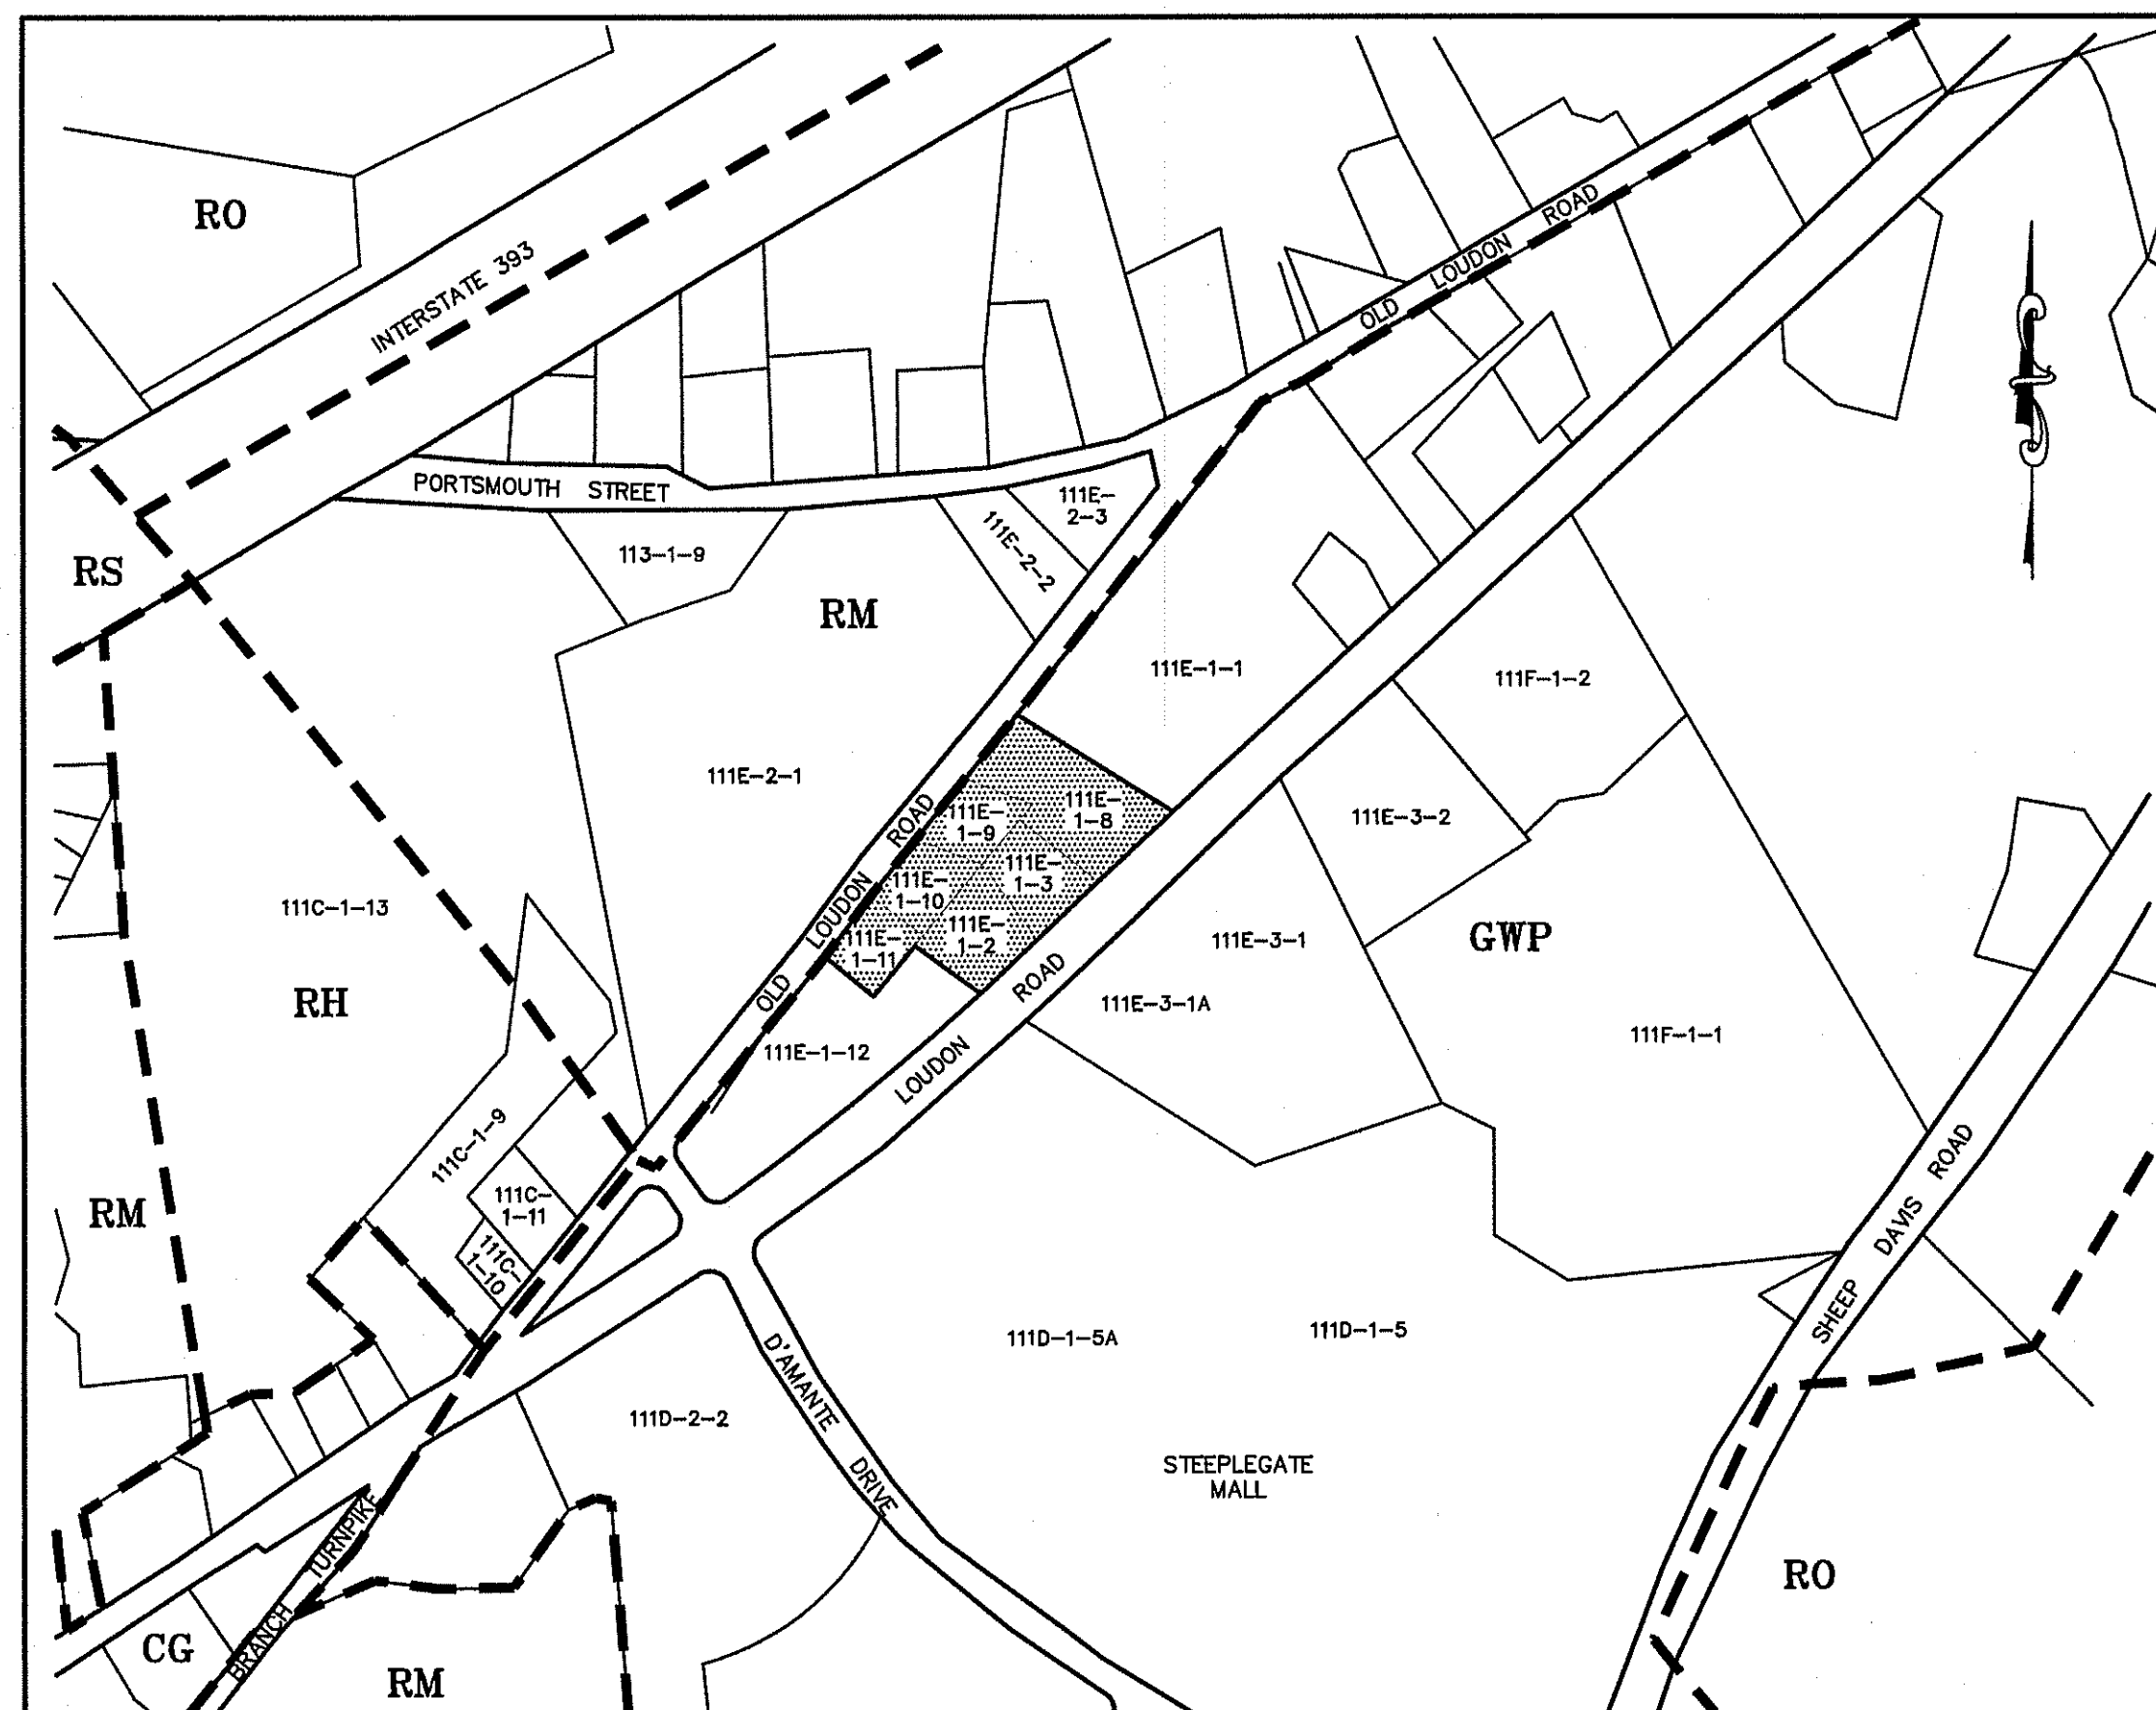 RO
INTERSTATE 393
OLD LOUDON ROAD
PORTSMOUTH STREET
111E-
2-3
111E-2-2
113-1-9
RS
RM
111E-1-1
111F-1-2
111E-2-1
OLD LOUDON ROAD
111E-
1-9
111E-
1-8
111E-3-2
111E-
1-3
111E-
1-10
111C-1-13
111E-
1-2
111E-
1-11
111E-3-1
GWP
RH
111E-3-1A
LOUDON ROAD
111F-1-1
111E-1-12
111C-1-9
RM
111C-
1-11
111C-
1-10
SHEEP DAVIS ROAD
111D-1-5A
111D-1-5
D'AMANTE DRIVE
111D-2-2
STEEPLEGATE
MALL
BRANCH TURNPIKE
RO
CG
RM